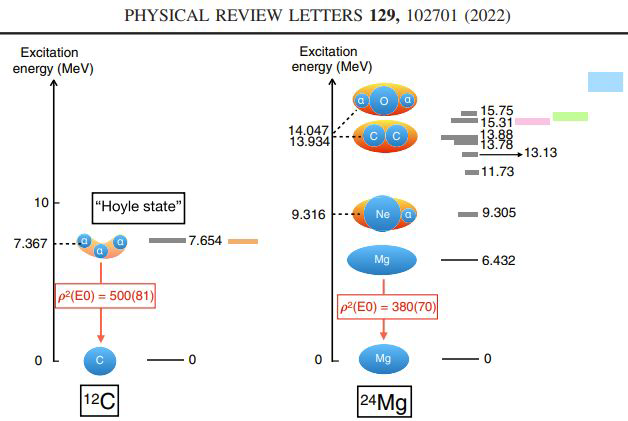 PHYSICAL REVIEW LETTERS 129, 102701 (2022)
Excitation
energy (MeV)
10
7.367
0
"Hoyle state"
α
α
α
7.654
ρ²(E0) = 500(81)
C
0
¹²C
Excitation
energy (MeV)
14.047
13.934
9.316
0
α O α
C C
Ne α
Mg
ρ²(E0) = 380(70)
Mg
²⁴Mg
15.75
15.31
13.88
13.78
13.13
11.73
9.305
6.432
0